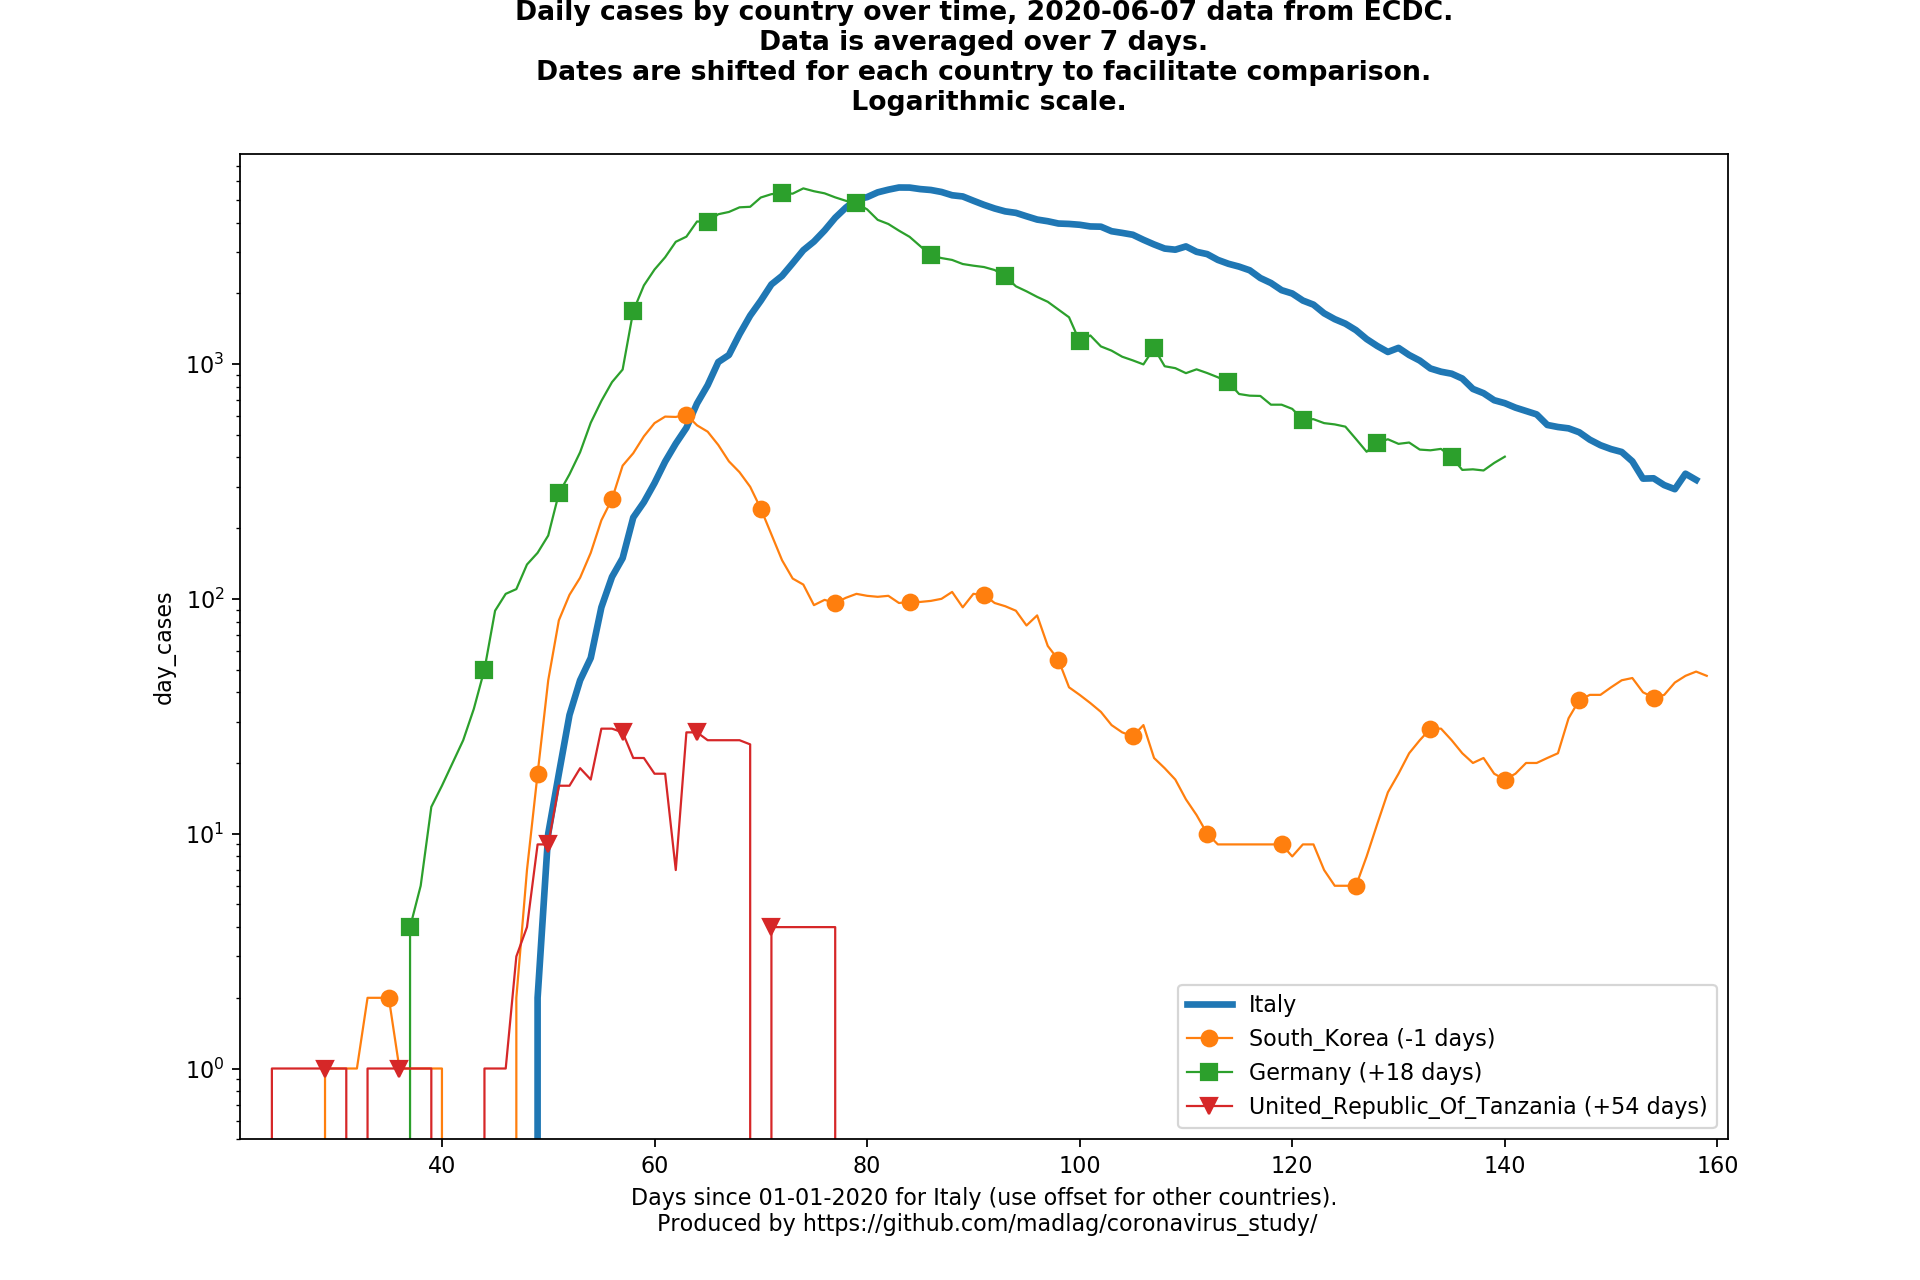 Daily cases by country over time, 2020-06-07 data from ECDC.
Data is averaged over 7 days.
Dates are shifted for each country to facilitate comparison.
Logarithmic scale.
day_cases
10³
10²
10¹
10⁰
Italy
South_Korea (-1 days)
Germany (+18 days)
United_Republic_Of_Tanzania (+54 days)
40 60 80 100 120 140 160
Days since 01-01-2020 for Italy (use offset for other countries).
Produced by https://github.com/madlag/coronavirus_study/